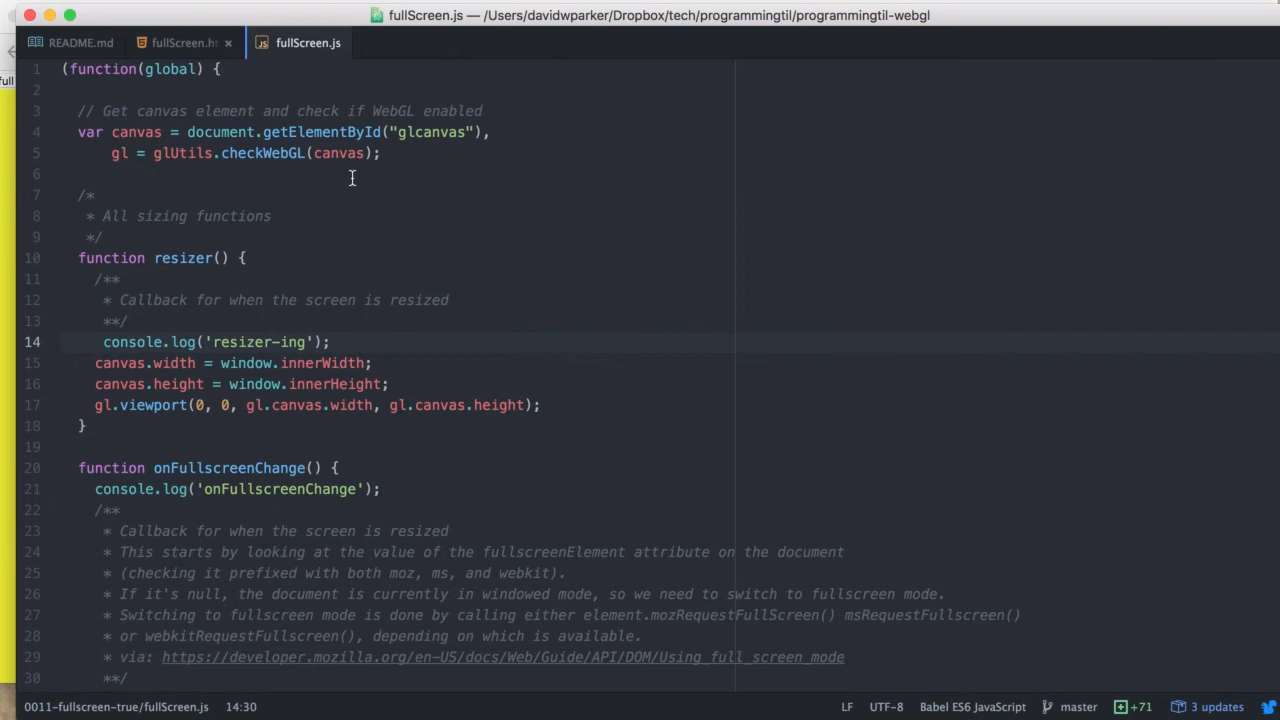 fullScreen.js — /Users/davidwparker/Dropbox/tech/programmingtil/programmingtil-webgl
README.md fullScreen.ht × fullScreen.js
full
1 (function(global) {
2
3 // Get canvas element and check if WebGL enabled
4 var canvas = document.getElementById("glcanvas"),
5 gl = glUtils.checkWebGL(canvas);
6
7 /*
8 * All sizing functions
9 */
10 function resizer() {
11 /**
12 * Callback for when the screen is resized
13 **/
14 console.log('resizer-ing');
15 canvas.width = window.innerWidth;
16 canvas.height = window.innerHeight;
17 gl.viewport(0, 0, gl.canvas.width, gl.canvas.height);
18 }
19
20 function onFullscreenChange() {
21 console.log('onFullscreenChange');
22 /**
23 * Callback for when the screen is resized
24 * This starts by looking at the value of the fullscreenElement attribute on the document
25 * (checking it prefixed with both moz, ms, and webkit).
26 * If it's null, the document is currently in windowed mode, so we need to switch to fullscreen mode.
27 * Switching to fullscreen mode is done by calling either element.mozRequestFullScreen() msRequestFullscreen()
28 * or webkitRequestFullscreen(), depending on which is available.
29 * via: https://developer.mozilla.org/en-US/docs/Web/Guide/API/DOM/Using_full_screen_mode
30 **/
0011-fullscreen-true/fullScreen.js 14:30 LF UTF-8 Babel ES6 JavaScript master +71 3 updates